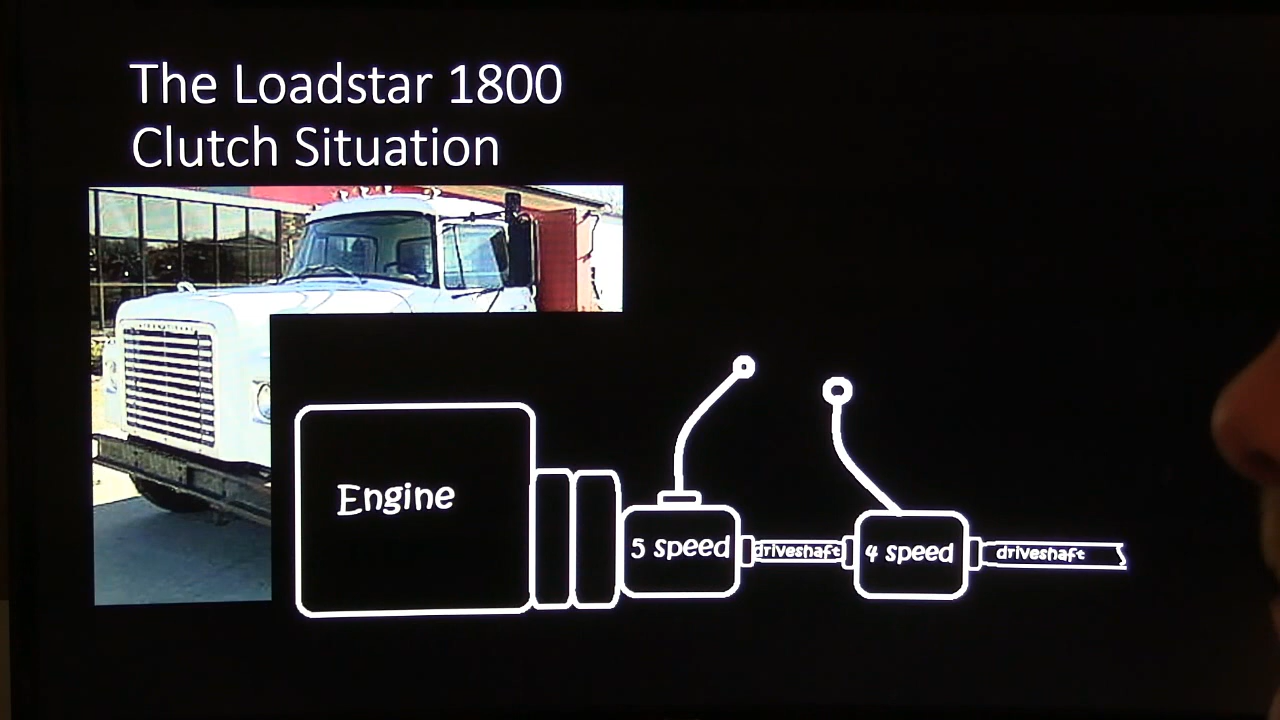 The Loadstar 1800
Clutch Situation
Engine
5 speed
driveshaft
4 speed
driveshaft